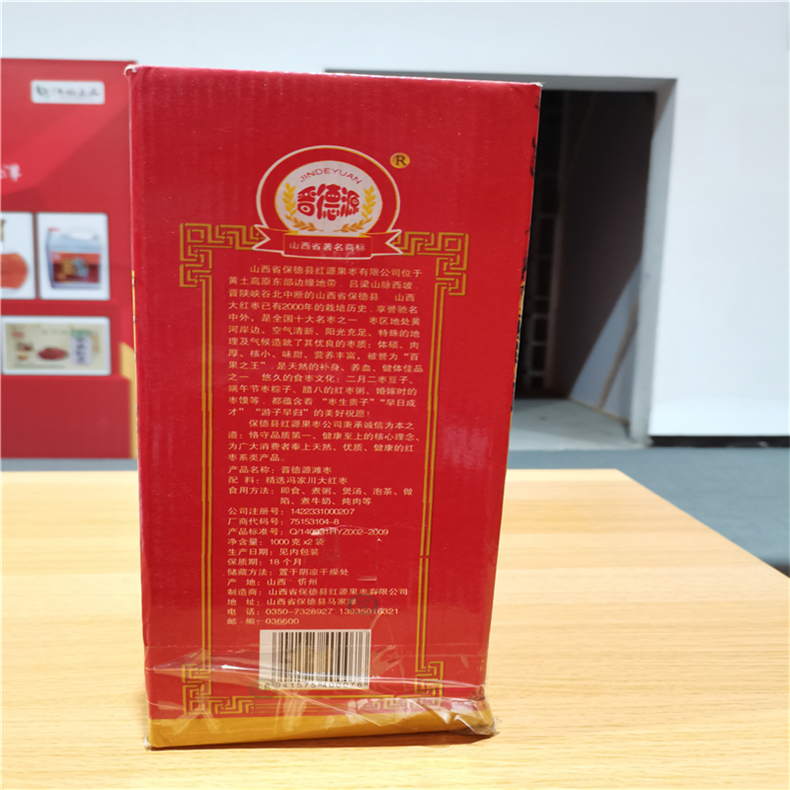 JINDEYUAN
R
晋德源
山西省著名商标
山西省保德县红源果枣有限公司位于
黄土高原东部边缘地带．吕梁山脉西坡．
晋陕峡谷北中断的山西省保德县 山西
大红枣已有2000年的栽培历史．享誉驰名
中外，是全国十大名枣之一 枣区地处黄
河岸边、空气清新、阳光充足、特殊的地
理及气候造就了其优良的枣质；体硕、肉
厚、核小、味甜、营养丰富，被誉为“百
果之王”．是天然的补身、养血、健体佳品
之一 悠久的食枣文化：二月二枣豆子、
端午节枣粽子、腊八的红枣粥、婚嫁时的
枣馍等．都蕴含着“枣生贵子”“早日成
才”“游子早归”的美好祝愿！
保德县红源果枣公司秉承诚信为本之
道；恪守品质第一、健康至上的核心理念，
为广大消费者奉上天然、优质、健康的红
枣系类产品．
产品名称：晋德源滩枣
配 料：精选冯家川大红枣
食用方法：即食、煮粥、煲汤、泡茶、做
馅、煮牛奶、炖肉等
公司注册号：1422331000207
厂商代码号：75153104-8
产品标准号：Q/140931HYZ002-2009
净含量：1000 克 x2 袋
生产日期：见内包装
保质期：18 个月
储藏方法：置于阴凉干燥处
产 地：山西 忻州
制造商：山西省保德县红源果枣有限公司
地 址：山西省保德县马家滩
电 话：0350-7328927
邮 编：036600